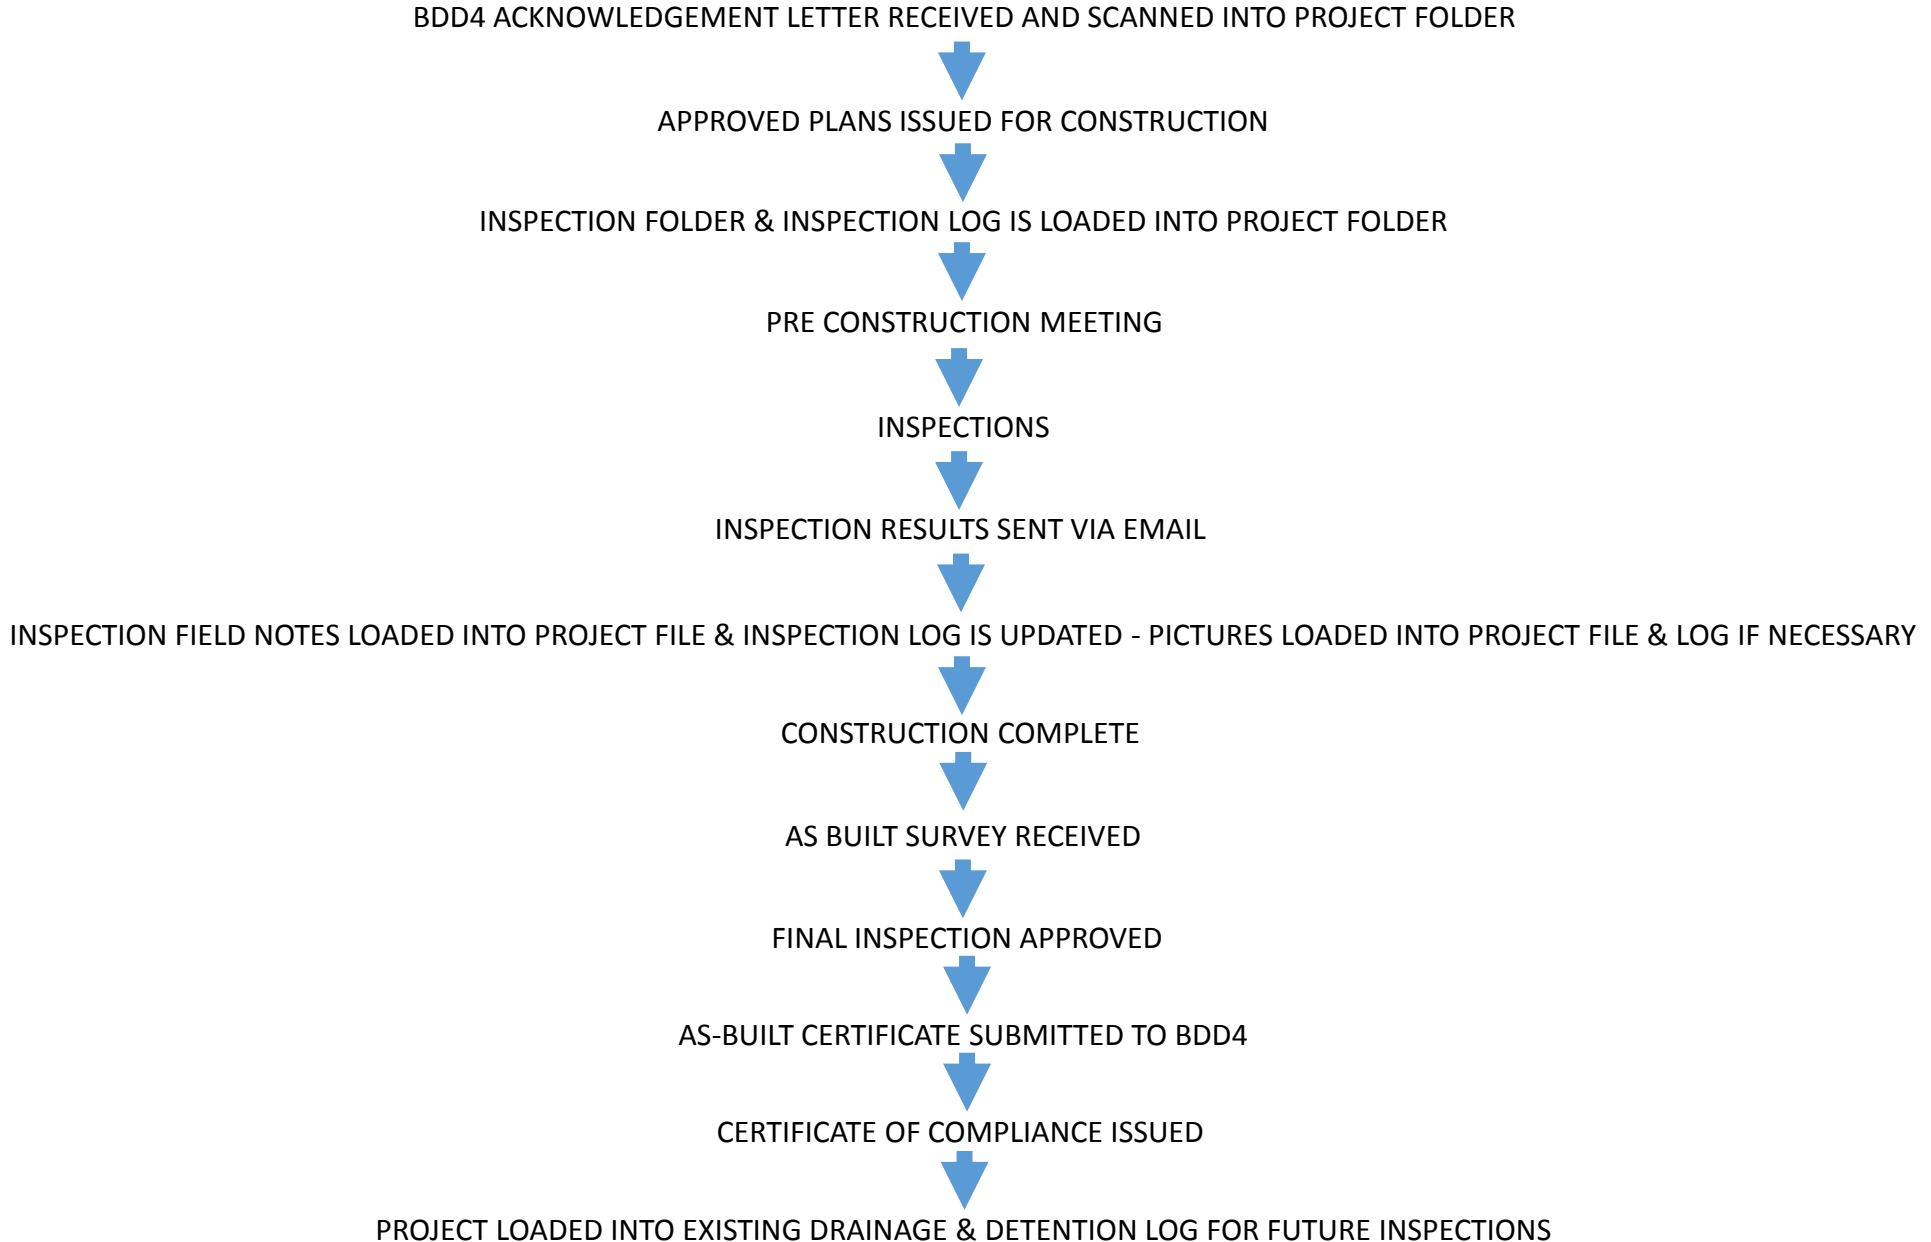 BDD4 ACKNOWLEDGEMENT LETTER RECEIVED AND SCANNED INTO PROJECT FOLDER
APPROVED PLANS ISSUED FOR CONSTRUCTION
INSPECTION FOLDER & INSPECTION LOG IS LOADED INTO PROJECT FOLDER
PRE CONSTRUCTION MEETING
INSPECTIONS
INSPECTION RESULTS SENT VIA EMAIL
INSPECTION FIELD NOTES LOADED INTO PROJECT FILE & INSPECTION LOG IS UPDATED - PICTURES LOADED INTO PROJECT FILE & LOG IF NECESSARY
CONSTRUCTION COMPLETE
AS BUILT SURVEY RECEIVED
FINAL INSPECTION APPROVED
AS-BUILT CERTIFICATE SUBMITTED TO BDD4
CERTIFICATE OF COMPLIANCE ISSUED
PROJECT LOADED INTO EXISTING DRAINAGE & DETENTION LOG FOR FUTURE INSPECTIONS